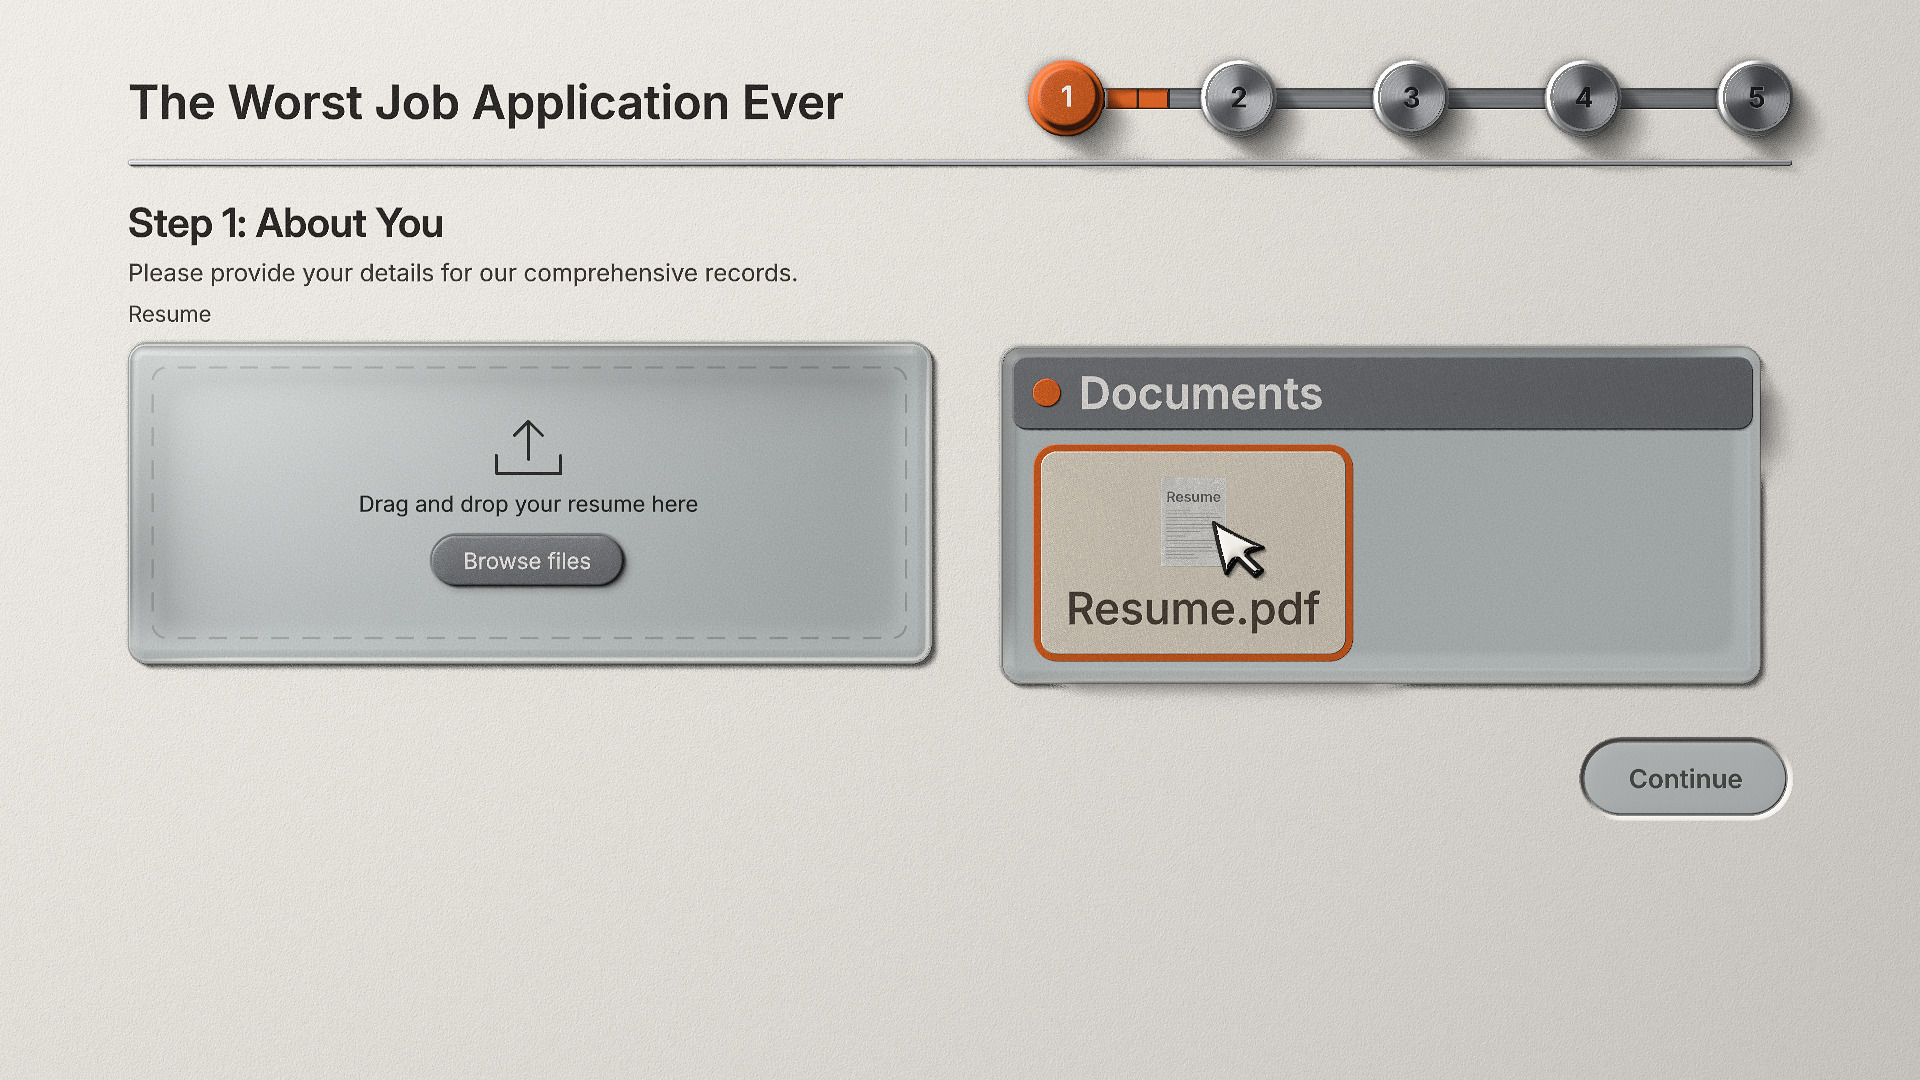 The Worst Job Application Ever
1 2 3 4 5
Step 1: About You
Please provide your details for our comprehensive records.
Resume
Drag and drop your resume here
Browse files
Documents
Resume
Resume.pdf
Continue